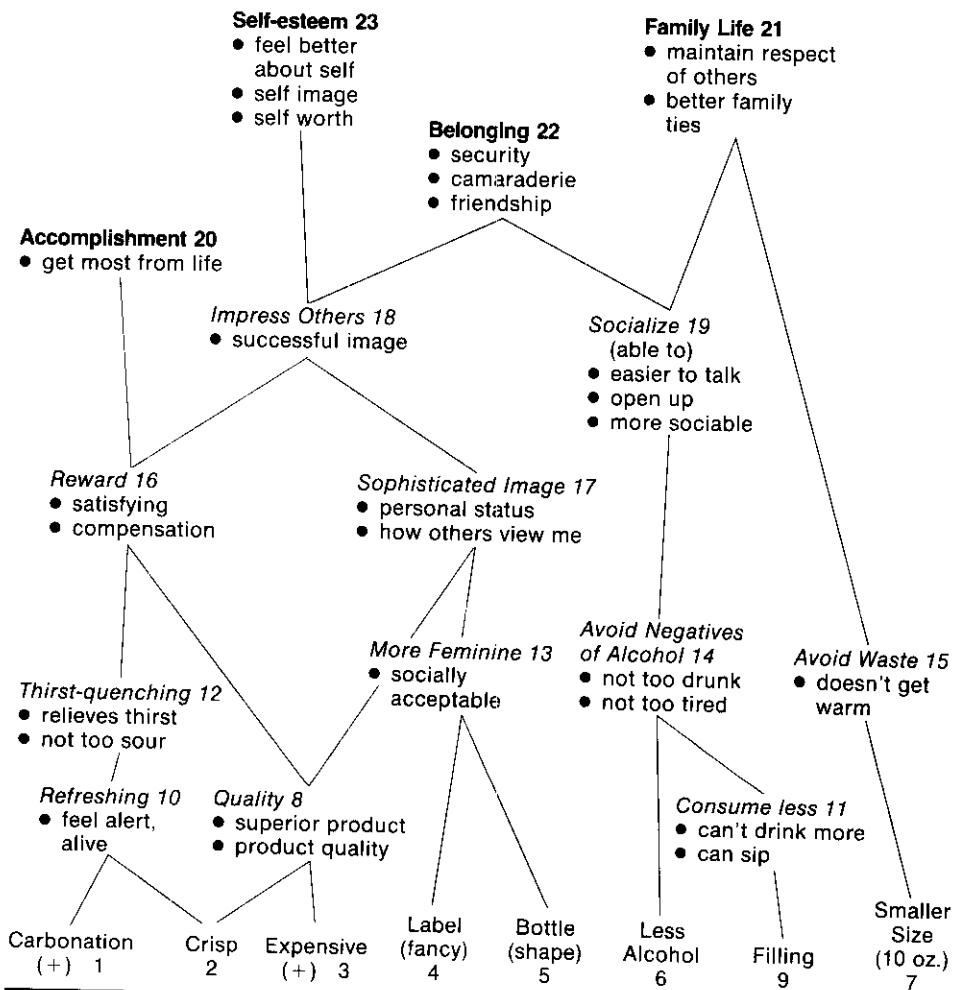 Self-esteem 23
● feel better
about self
● self image
● self worth
Family Life 21
● maintain respect
of others
● better family
ties
Belonging 22
● security
● camaraderie
● friendship
Accomplishment 20
● get most from life
Impress Others 18
● successful image
Socialize 19
(able to)
● easier to talk
● open up
● more sociable
Reward 16
● satisfying
● compensation
Sophisticated Image 17
● personal status
● how others view me
More Feminine 13
● socially
acceptable
Avoid Negatives
of Alcohol 14
● not too drunk
● not too tired
Avoid Waste 15
● doesn't get
warm
Thirst-quenching 12
● relieves thirst
● not too sour
Refreshing 10
● feel alert,
alive
Quality 8
● superior product
● product quality
Consume less 11
● can't drink more
● can sip
Carbonation
(+) 1
Crisp
2
Expensive
(+) 3
Label
(fancy)
4
Bottle
(shape)
5
Less
Alcohol
6
Filling
9
Smaller
Size
(10 oz.)
7